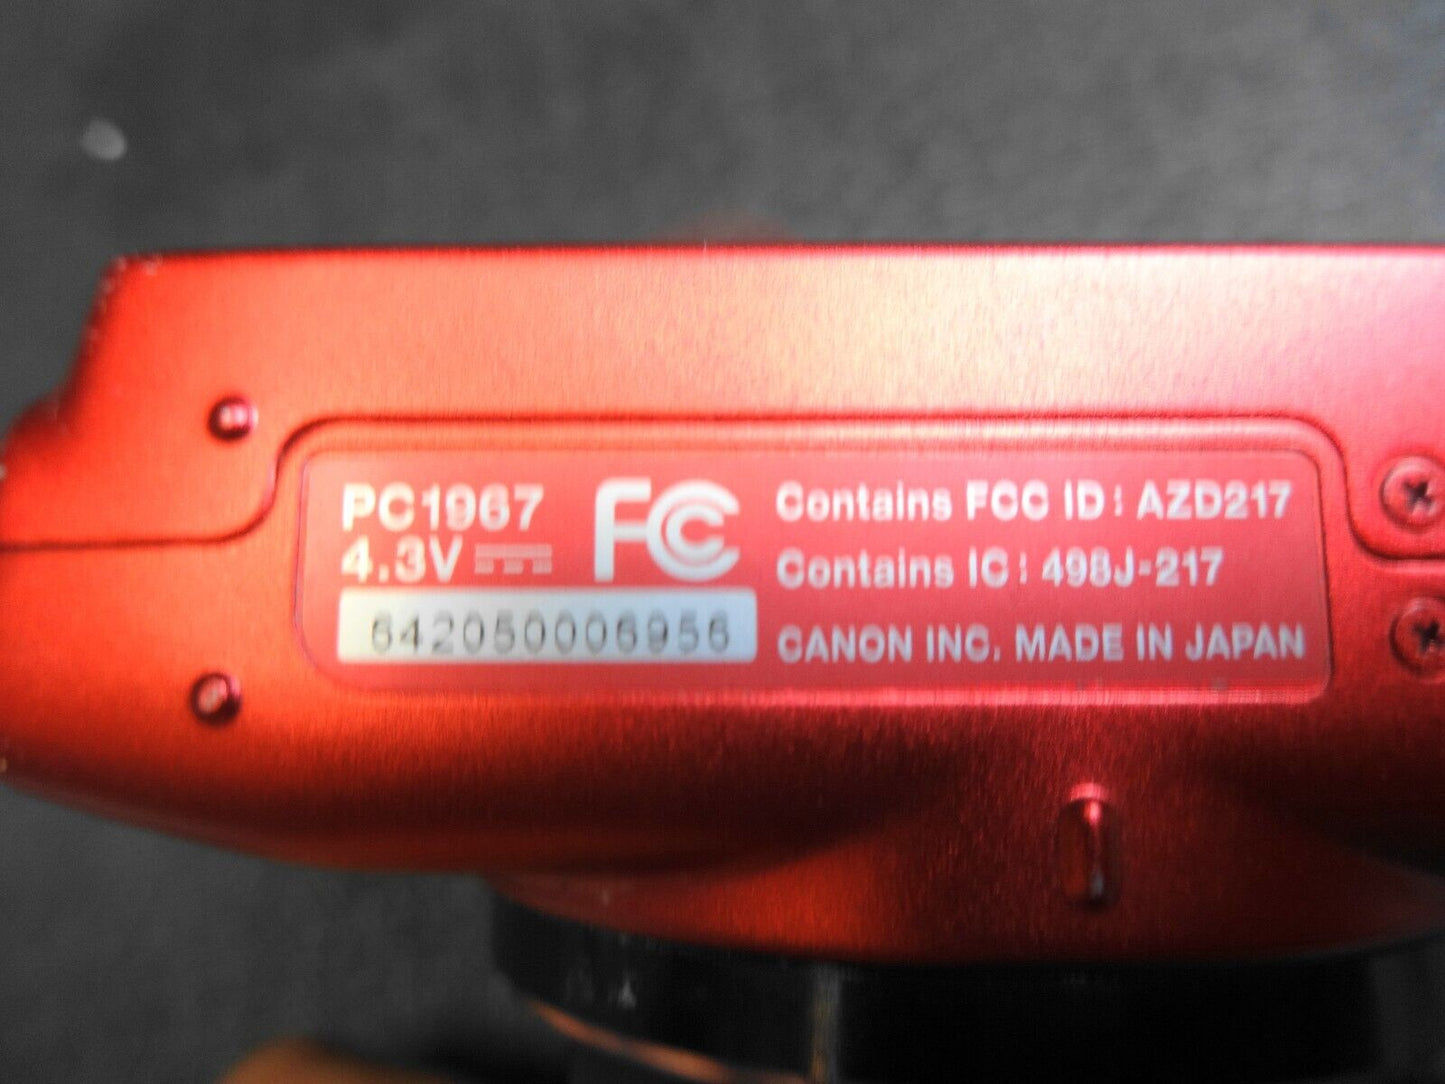 PC1967
4.3V
FC
642050006956
Contains FCC ID: AZD217
Contains IC: 498J-217
CANON INC. MADE IN JAPAN